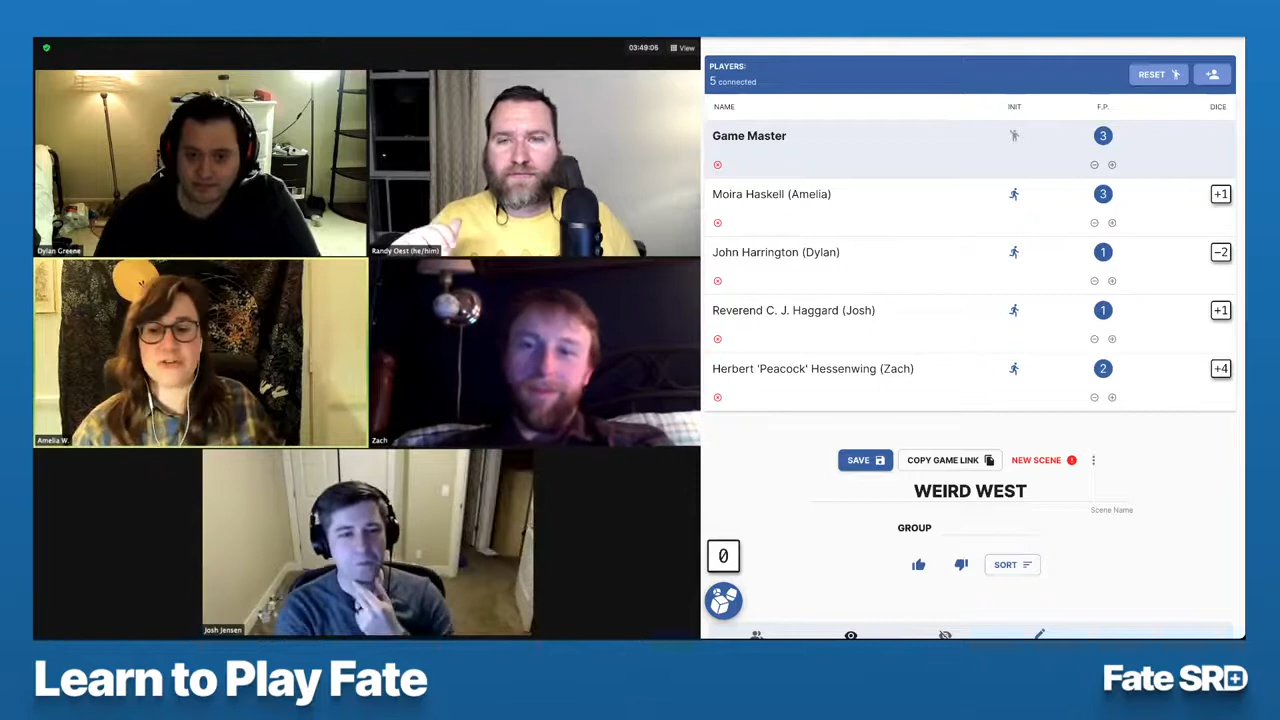 03:49:06 View
Dylan Greene
Randy Oest (he/him)
Amelia W.
Zach
Josh Jensen
PLAYERS:
5 connected
RESET
NAME INIT F.P. DICE
Game Master 3
Moira Haskell (Amelia) 3 +1
John Harrington (Dylan) 1 −2
Reverend C. J. Haggard (Josh) 1 +1
Herbert 'Peacock' Hessenwing (Zach) 2 +4
SAVE COPY GAME LINK NEW SCENE
WEIRD WEST
Scene Name
GROUP
0
SORT
Learn to Play Fate
Fate SRD